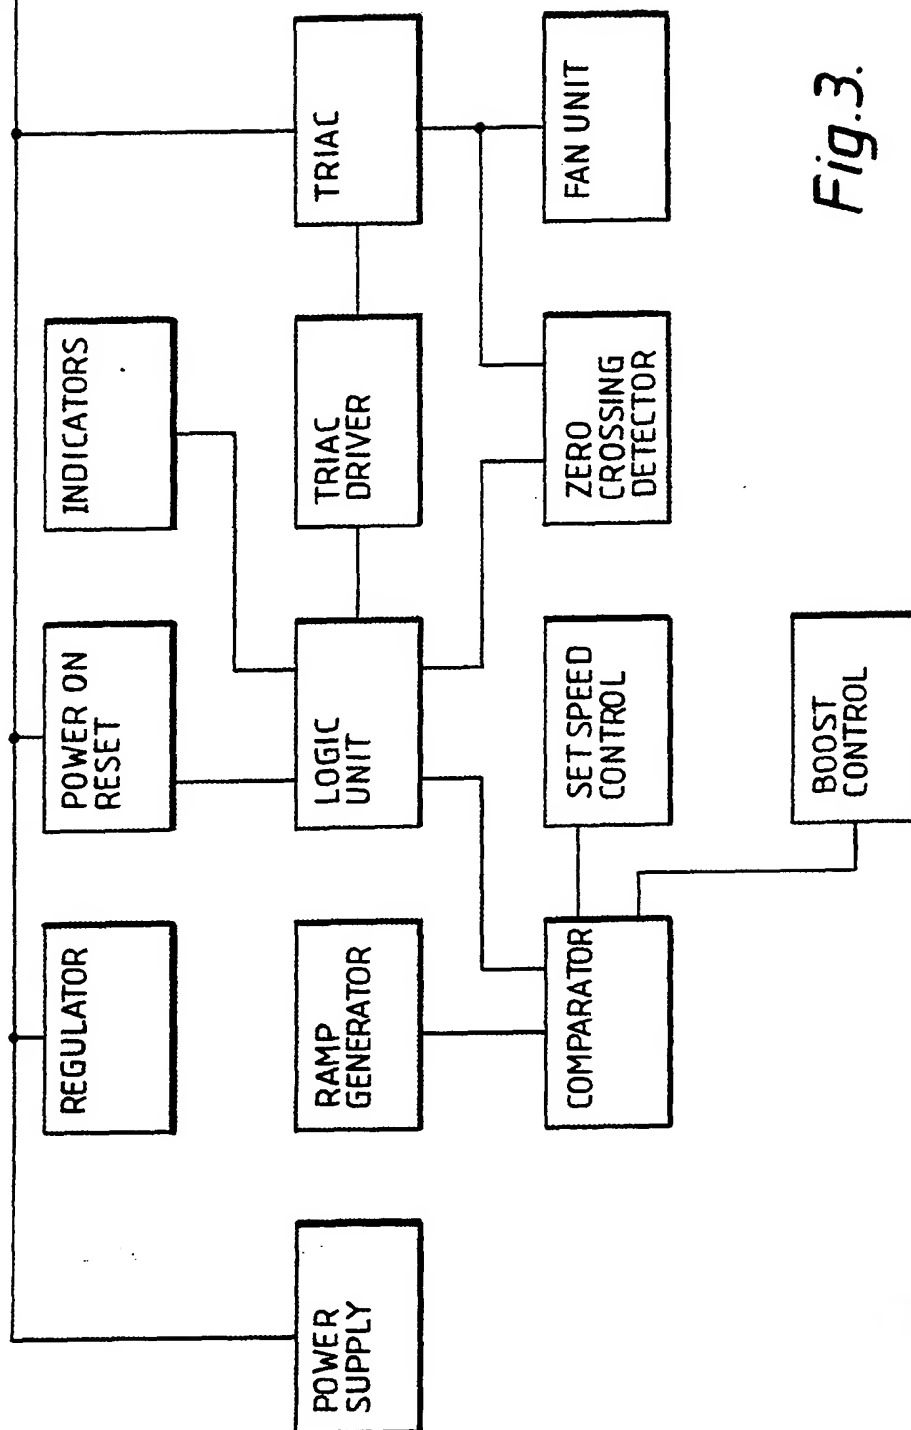 POWER
SUPPLY
REGULATOR
POWER ON
RESET
INDICATORS
RAMP
GENERATOR
LOGIC
UNIT
TRIAC
DRIVER
TRIAC
COMPARATOR
SET SPEED
CONTROL
ZERO
CROSSING
DETECTOR
FAN UNIT
BOOST
CONTROL
Fig.3.